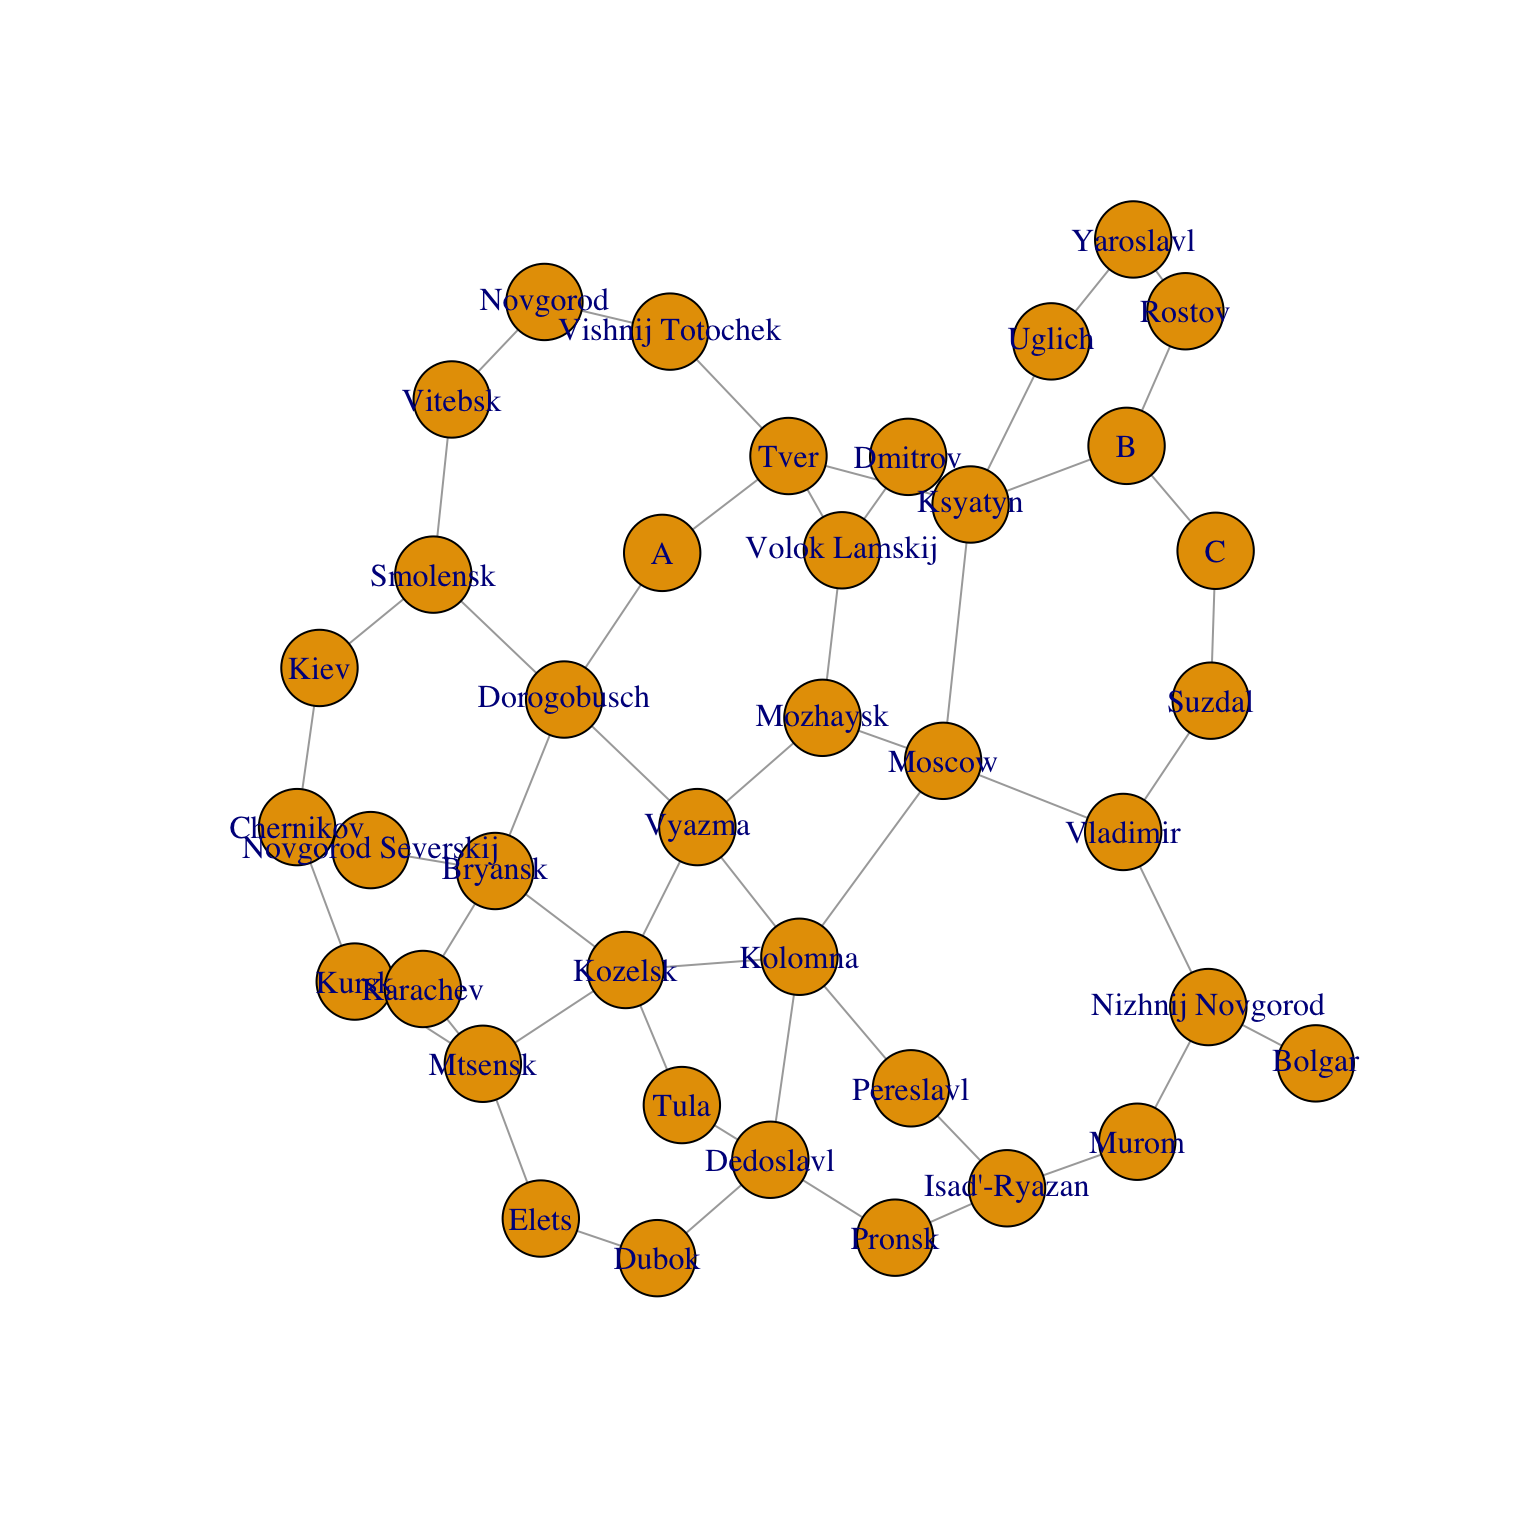 Yaroslavl
Novgorod
Rostov
Vishnij Totochek
Uglich
Vitebsk
B
Tver
Dmitrov
Ksyatyn
Volok Lamskij
C
A
Smolensk
Kiev
Dorogobusch
Suzdal
Mozhaysk
Moscow
Chernikov
Vyazma
Vladimir
Novgorod Severskij
Bryansk
Kolomna
Kozelsk
Kursk
Karachev
Nizhnij Novgorod
Mtsensk
Bolgar
Pereslavl
Tula
Murom
Dedoslavl
Isad'-Ryazan
Elets
Pronsk
Dubok